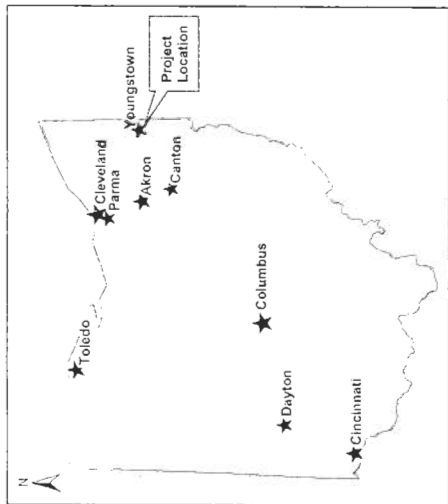 N
Toledo
Cleveland
Parma
Youngstown
Project
Location
Akron
Canton
Columbus
Dayton
Cincinnati